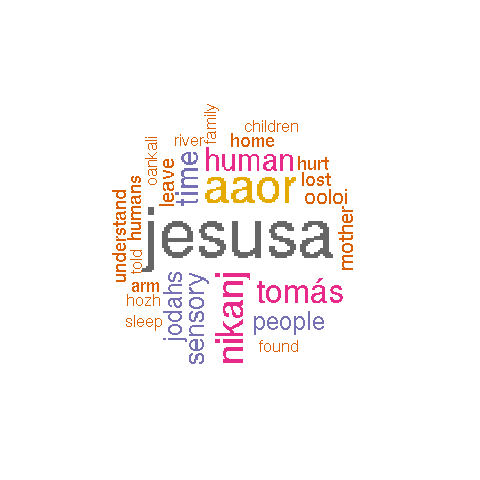 children
family
river
home
oankali
time
human
hurt
leave
aaor
lost
ooloi
understand
humans
told
jesusa
mother
arm
hozh
jodahs
sensory
nikanj
tomás
sleep
people
found